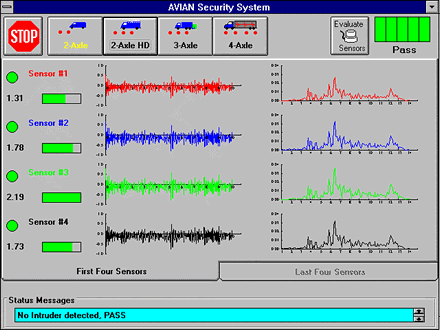 AVIAN Security System
STOP
2-Axle
2-Axle HD
3-Axle
4-Axle
Evaluate
Sensors
Pass
Sensor #1
1.31
Sensor #2
1.78
Sensor #3
2.19
Sensor #4
1.73
First Four Sensors
Last Four Sensors
Status Messages
No Intruder detected, PASS